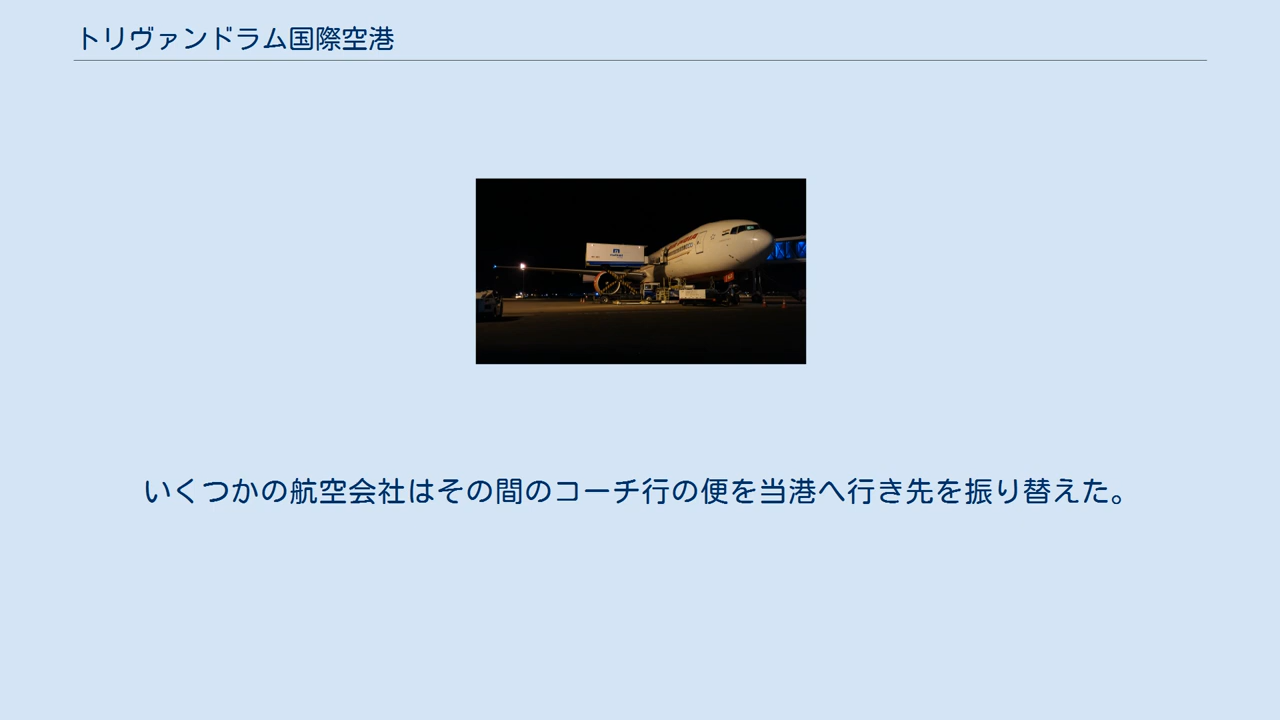 トリヴァンドラム国際空港
いくつかの航空会社はその間のコーチ行の便を当港へ行き先を振り替えた。